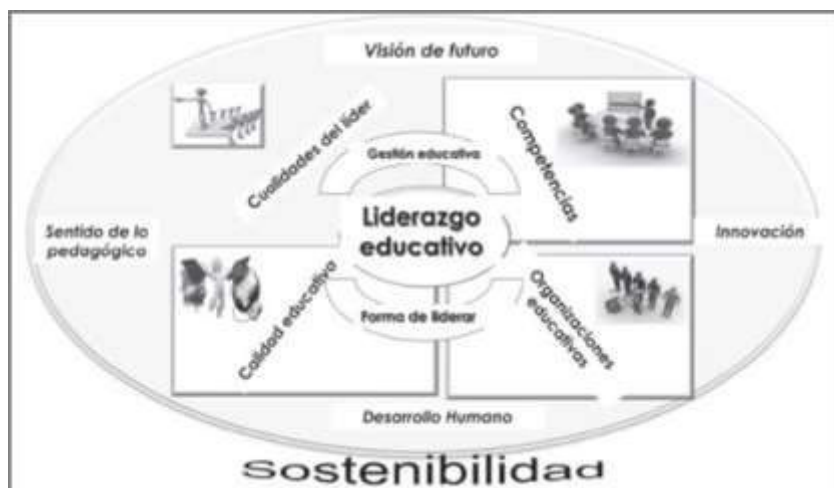 Visión de futuro
Cualidades del líder
Gestión educativa
Competencias
Sentido de lo
pedagógico
Liderazgo
educativo
Innovación
Calidad educativa
Forma de liderar
Organizaciones
educativas
Desarrollo Humano
Sostenibilidad